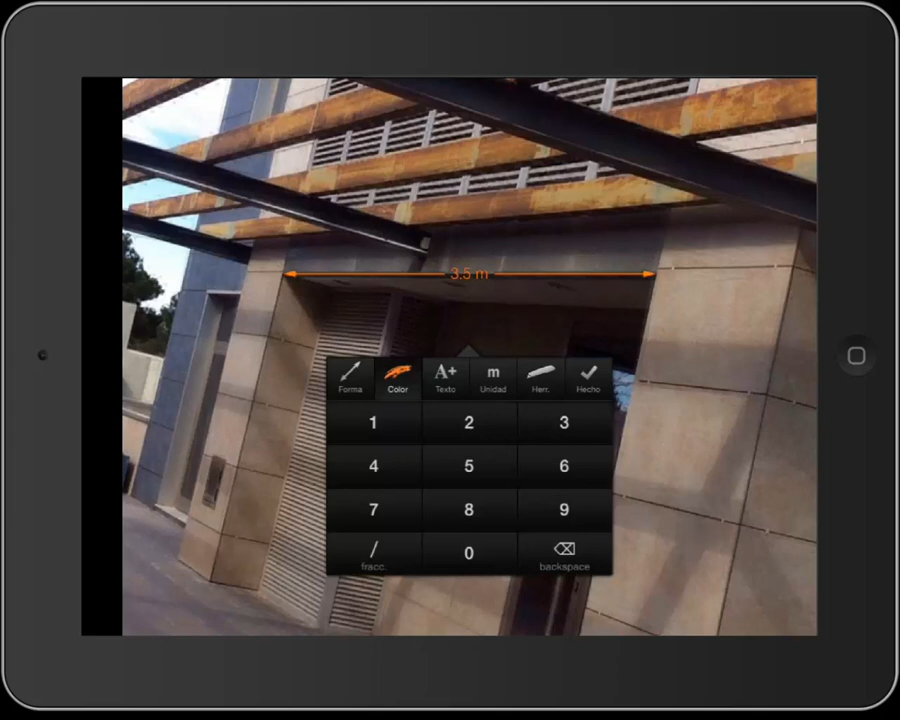 3.5 m
Forma
Color
A+
Texto
m
Unidad
Herr.
Hecho
1 2 3
4 5 6
7 8 9
/ 0
fracc. backspace